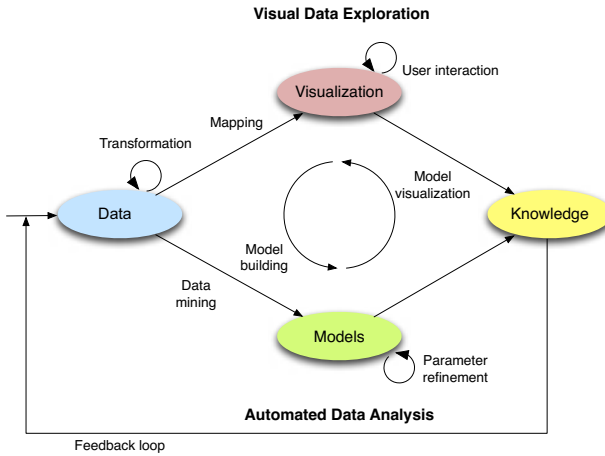 Visual Data Exploration
User interaction
Visualization
Mapping
Transformation
Model
visualization
Data
Knowledge
Model
building
Data
mining
Models
Parameter
refinement
Automated Data Analysis
Feedback loop